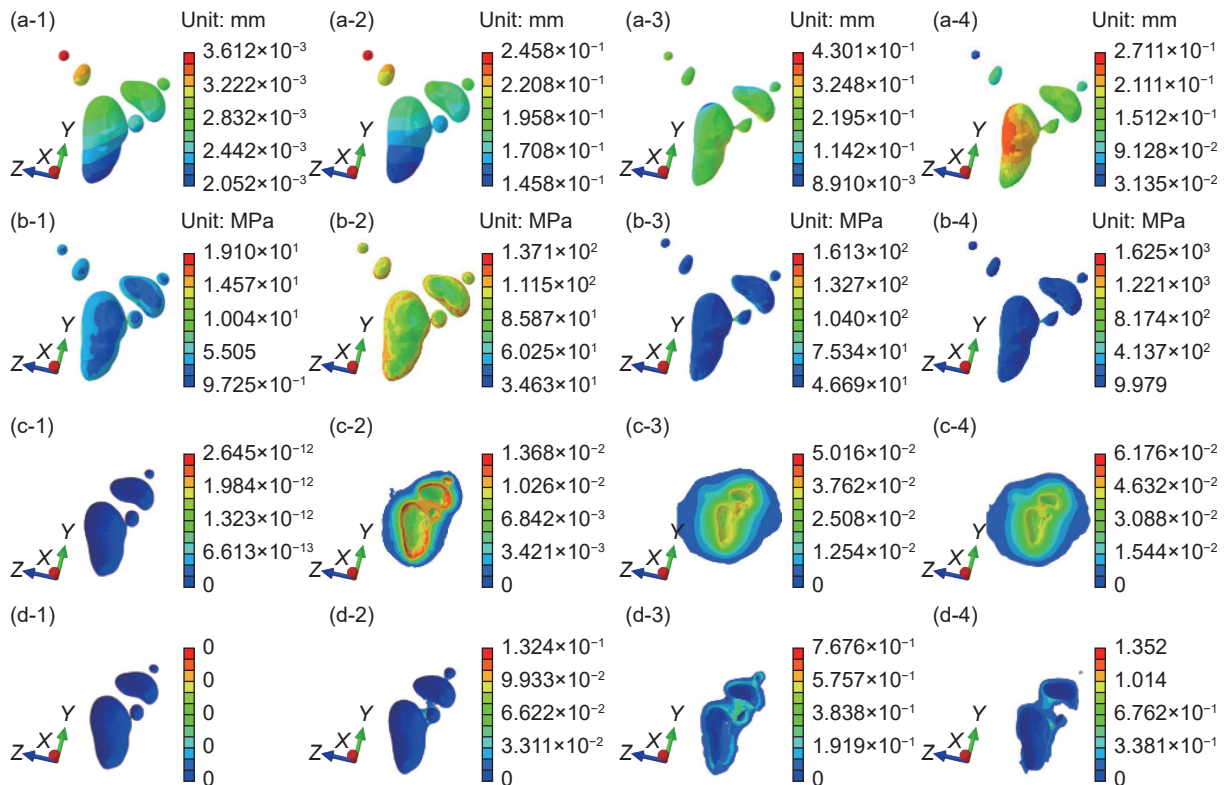 (a-1) Unit: mm
3.612×10⁻³
3.222×10⁻³
2.832×10⁻³
2.442×10⁻³
2.052×10⁻³
Y
X
Z
(a-2) Unit: mm
2.458×10⁻¹
2.208×10⁻¹
1.958×10⁻¹
1.708×10⁻¹
1.458×10⁻¹
Y
X
Z
(a-3) Unit: mm
4.301×10⁻¹
3.248×10⁻¹
2.195×10⁻¹
1.142×10⁻¹
8.910×10⁻³
Y
X
Z
(a-4) Unit: mm
2.711×10⁻¹
2.111×10⁻¹
1.512×10⁻¹
9.128×10⁻²
3.135×10⁻²
Y
X
Z
(b-1) Unit: MPa
1.910×10¹
1.457×10¹
1.004×10¹
5.505
9.725×10⁻¹
Y
X
Z
(b-2) Unit: MPa
1.371×10²
1.115×10²
8.587×10¹
6.025×10¹
3.463×10¹
Y
X
Z
(b-3) Unit: MPa
1.613×10²
1.327×10²
1.040×10²
7.534×10¹
4.669×10¹
Y
X
Z
(b-4) Unit: MPa
1.625×10³
1.221×10³
8.174×10²
4.137×10²
9.979
Y
X
Z
(c-1)
2.645×10⁻¹²
1.984×10⁻¹²
1.323×10⁻¹²
6.613×10⁻¹³
0
Y
X
Z
(c-2)
1.368×10⁻²
1.026×10⁻²
6.842×10⁻³
3.421×10⁻³
0
Y
X
Z
(c-3)
5.016×10⁻²
3.762×10⁻²
2.508×10⁻²
1.254×10⁻²
0
Y
X
Z
(c-4)
6.176×10⁻²
4.632×10⁻²
3.088×10⁻²
1.544×10⁻²
0
Y
X
Z
(d-1)
0
0
0
0
0
Y
X
Z
(d-2)
1.324×10⁻¹
9.933×10⁻²
6.622×10⁻²
3.311×10⁻²
0
Y
X
Z
(d-3)
7.676×10⁻¹
5.757×10⁻¹
3.838×10⁻¹
1.919×10⁻¹
0
Y
X
Z
(d-4)
1.352
1.014
6.762×10⁻¹
3.381×10⁻¹
0
Y
X
Z